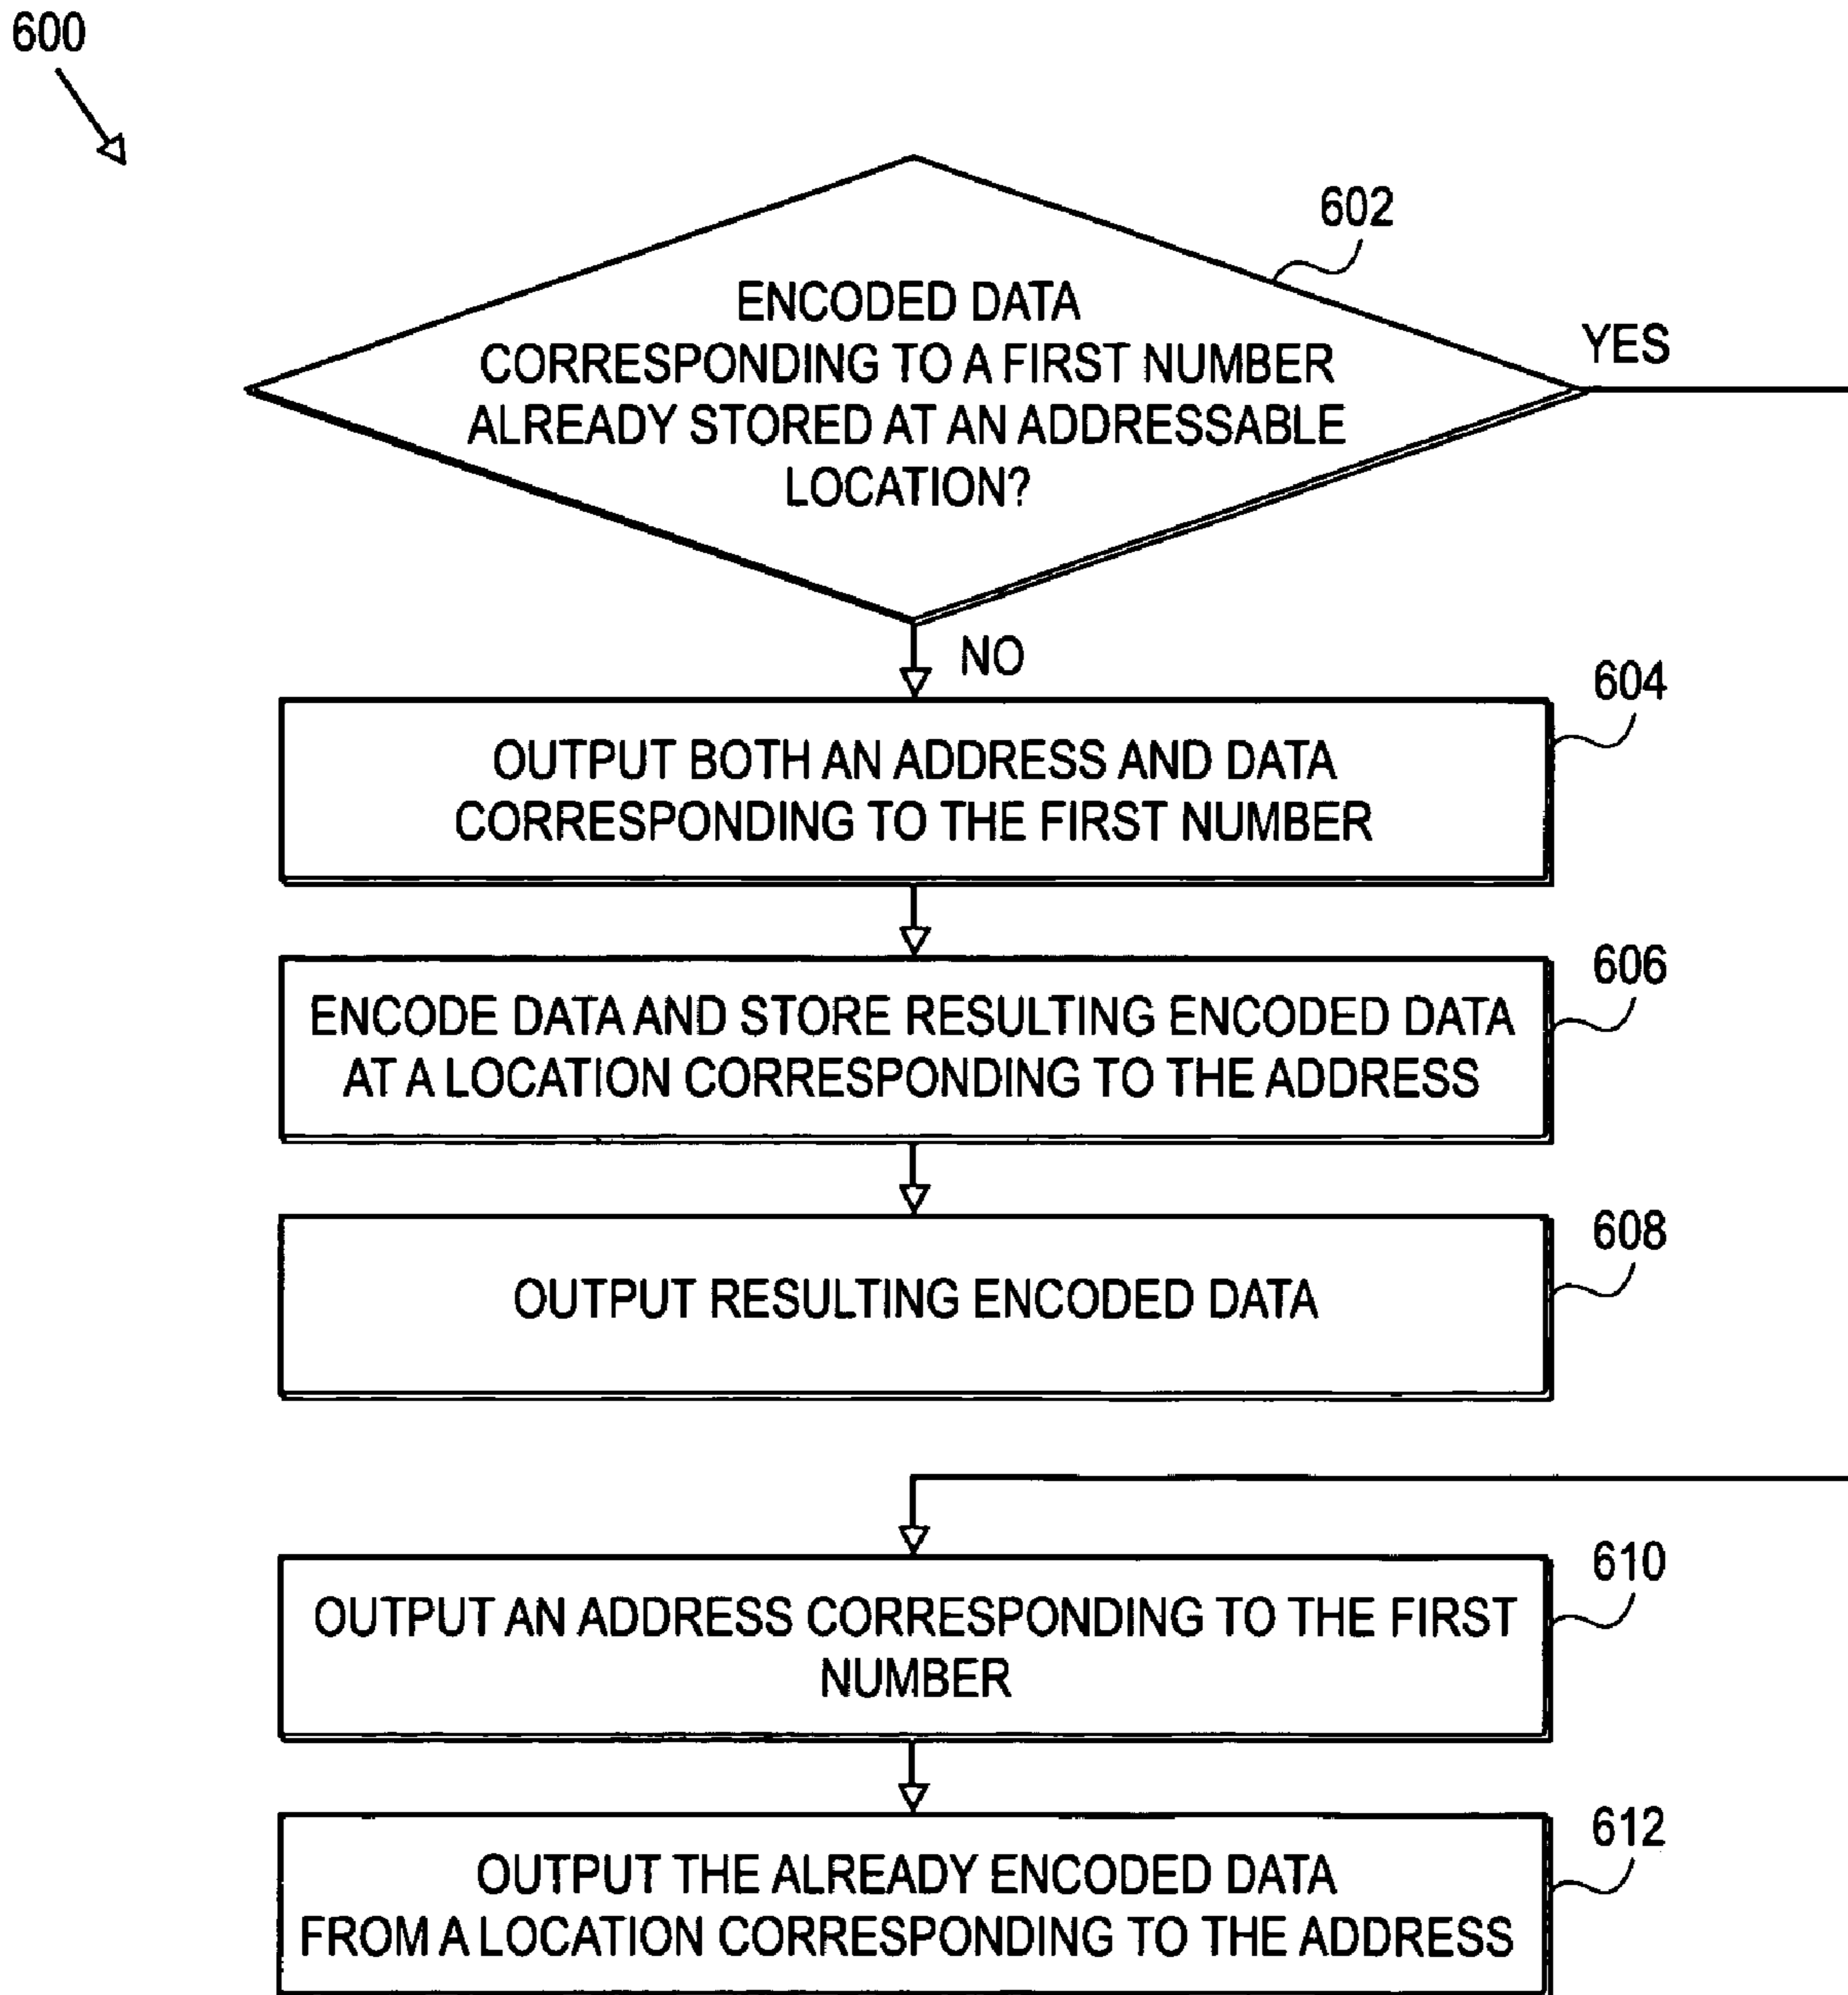 600
602
ENCODED DATA
CORRESPONDING TO A FIRST NUMBER
ALREADY STORED AT AN ADDRESSABLE
LOCATION?
YES
NO
604
OUTPUT BOTH AN ADDRESS AND DATA
CORRESPONDING TO THE FIRST NUMBER
606
ENCODE DATA AND STORE RESULTING ENCODED DATA
AT A LOCATION CORRESPONDING TO THE ADDRESS
608
OUTPUT RESULTING ENCODED DATA
610
OUTPUT AN ADDRESS CORRESPONDING TO THE FIRST
NUMBER
612
OUTPUT THE ALREADY ENCODED DATA
FROM A LOCATION CORRESPONDING TO THE ADDRESS